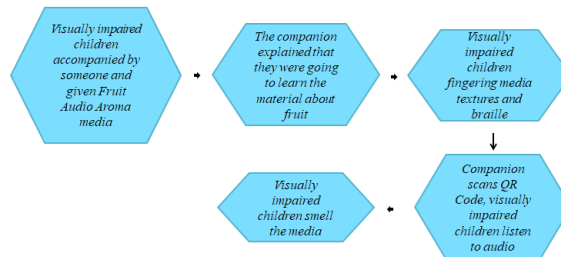 Visually impaired
children
accompanied by
someone and
given Fruit
Audio Aroma
media
The companion
explained that
they were going
to learn the
material about
fruit
Visually
impaired
children
fingering media
textures and
braille
Companion
scans QR
Code, visually
impaired
children listen
to audio
Visually
impaired
children smell
the media